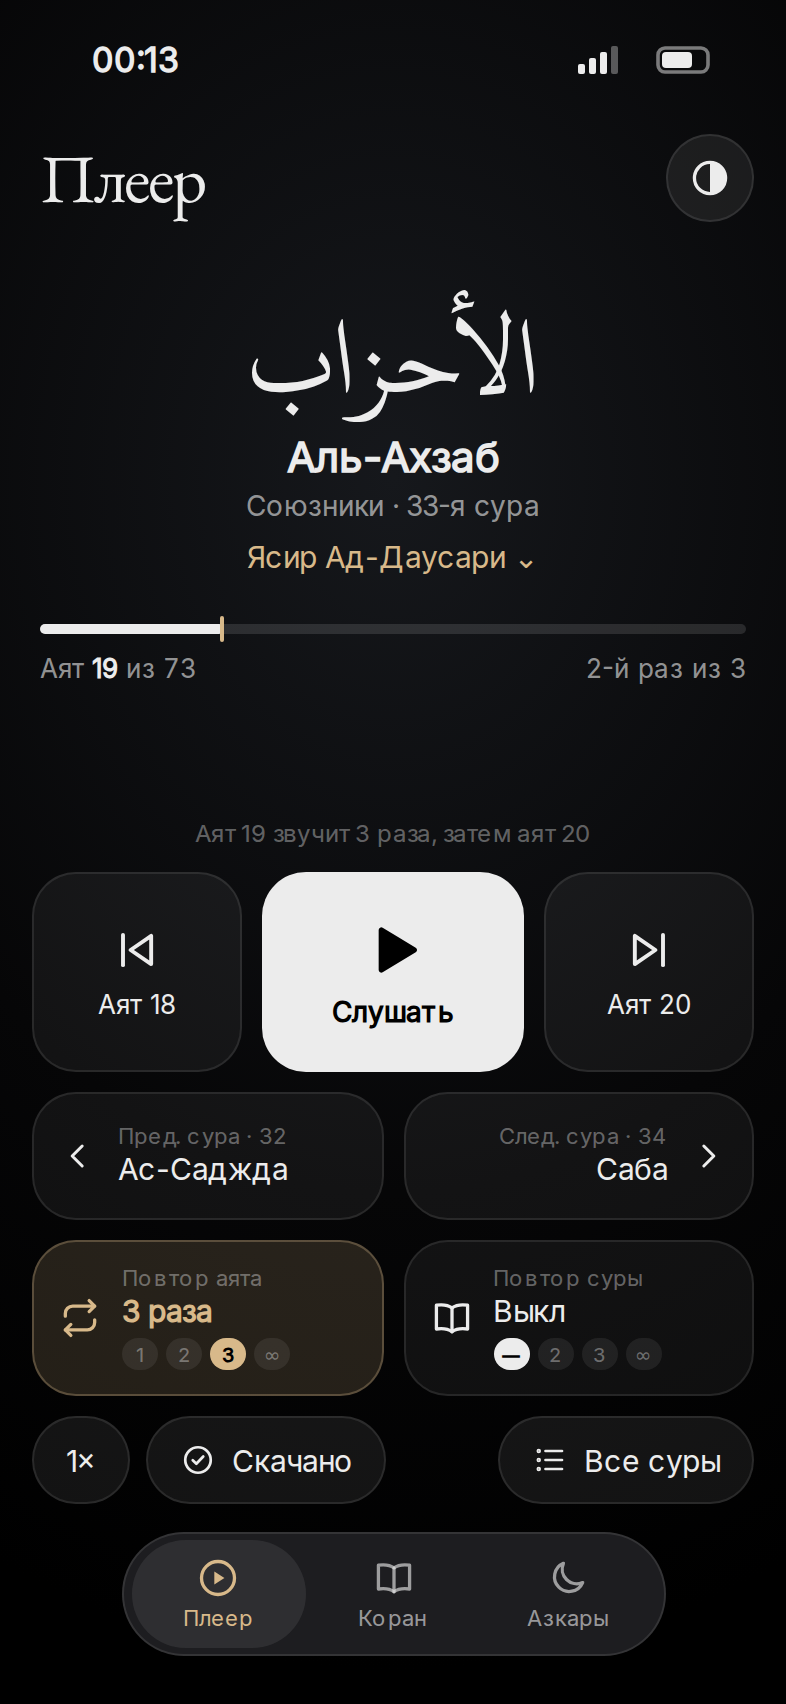 00:13
Плеер
الأحزاب
Аль-Ахзаб
Союзники · 33-я сура
Ясир Ад-Даусари
Аят 19 из 73
2-й раз из 3
Аят 19 звучит 3 раза, затем аят 20
Аят 18
Слушать
Аят 20
Пред. сура · 32
Ас-Саджда
След. сура · 34
Саба
Повтор аята
3 раза
1 2 3 ∞
Повтор суры
Выкл
— 2 3 ∞
1×
Скачано
Все суры
Плеер
Коран
Азкары